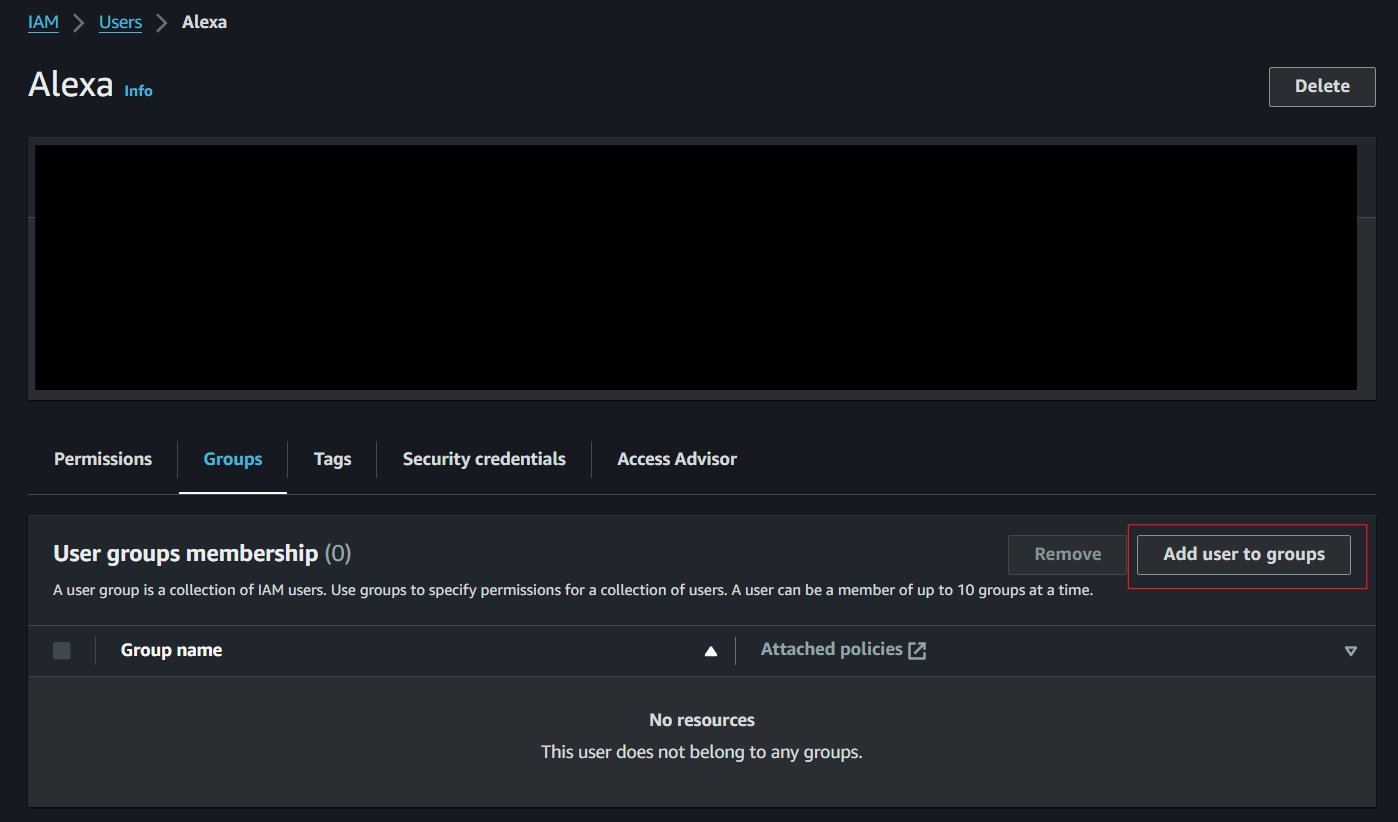 IAM > Users > Alexa
Alexa Info
Delete
Permissions Groups Tags Security credentials Access Advisor
User groups membership (0)
Remove Add user to groups
A user group is a collection of IAM users. Use groups to specify permissions for a collection of users. A user can be a member of up to 10 groups at a time.
Group name Attached policies
No resources
This user does not belong to any groups.